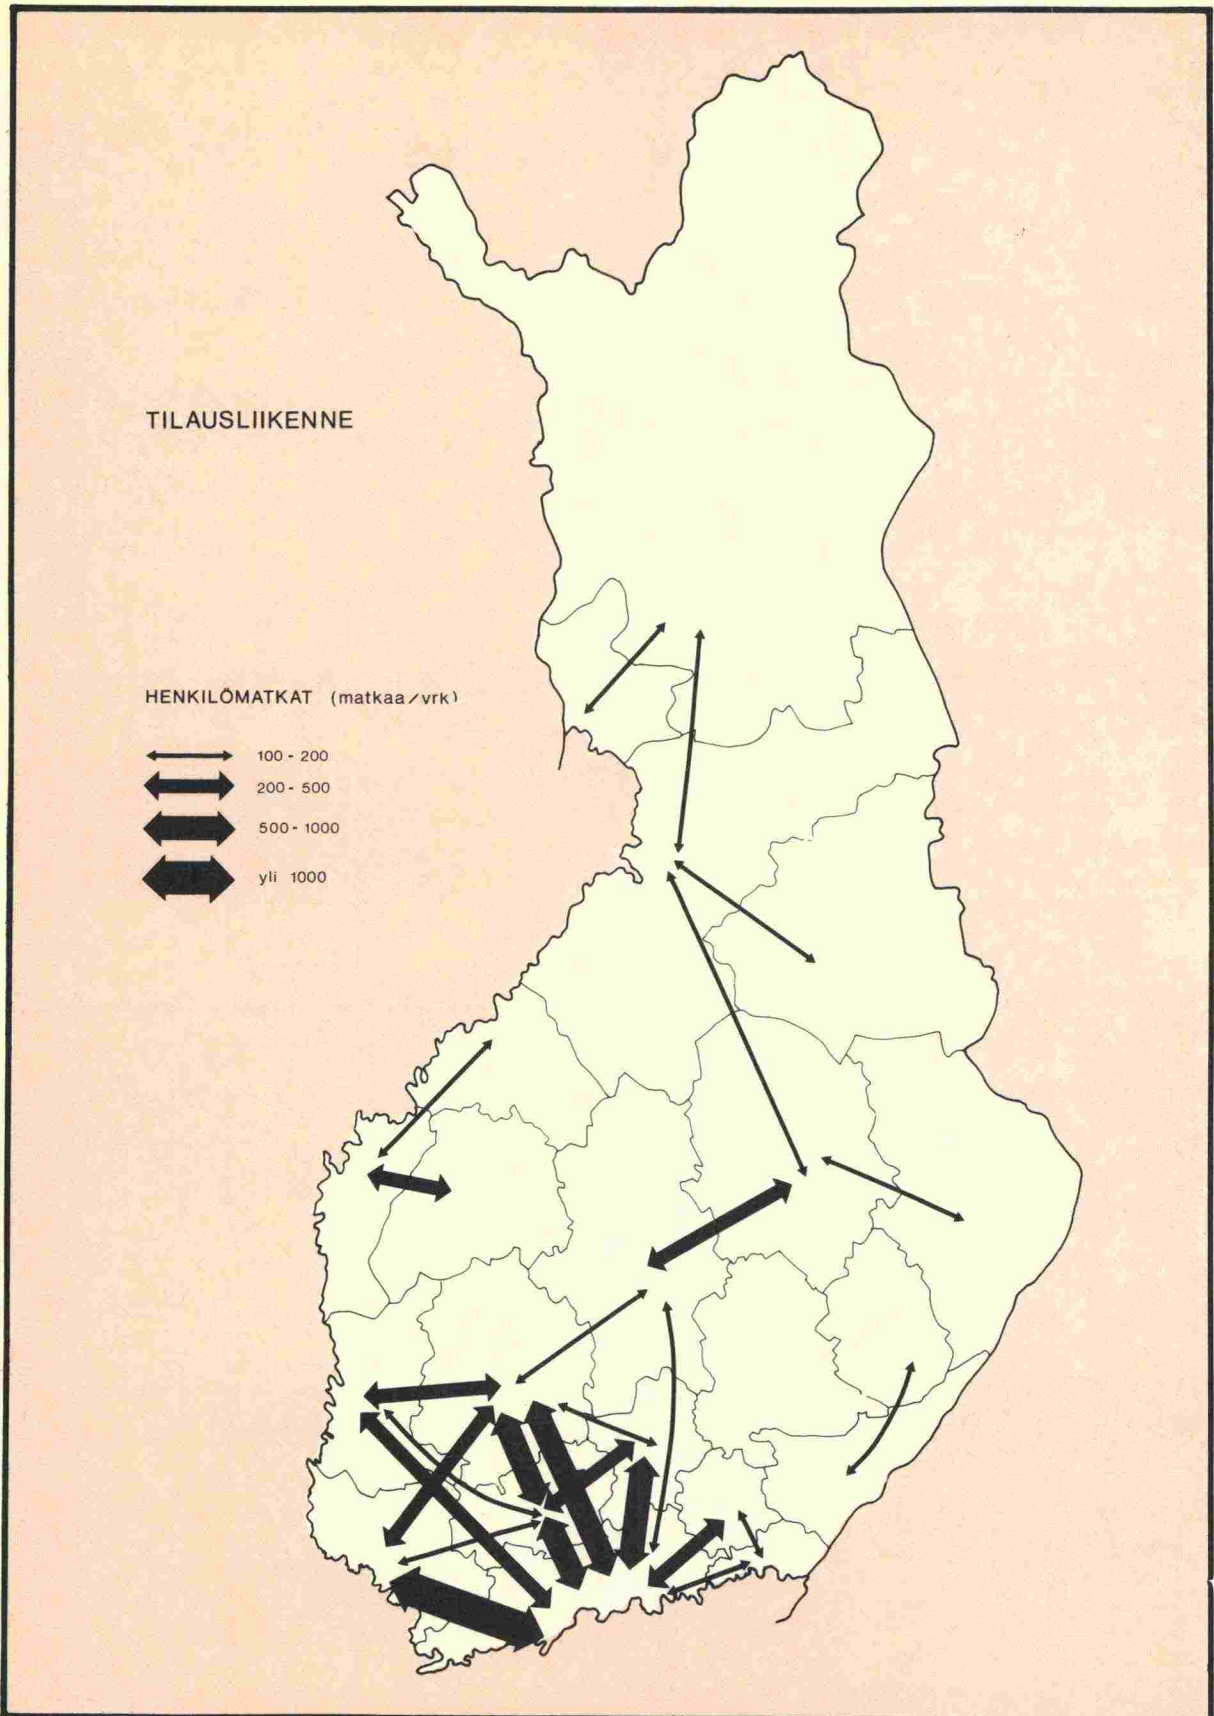 TILAUSLIIKENNE
HENKILÖMATKAT (matkaa/vrk)
100 - 200
200 - 500
500 - 1000
yli 1000